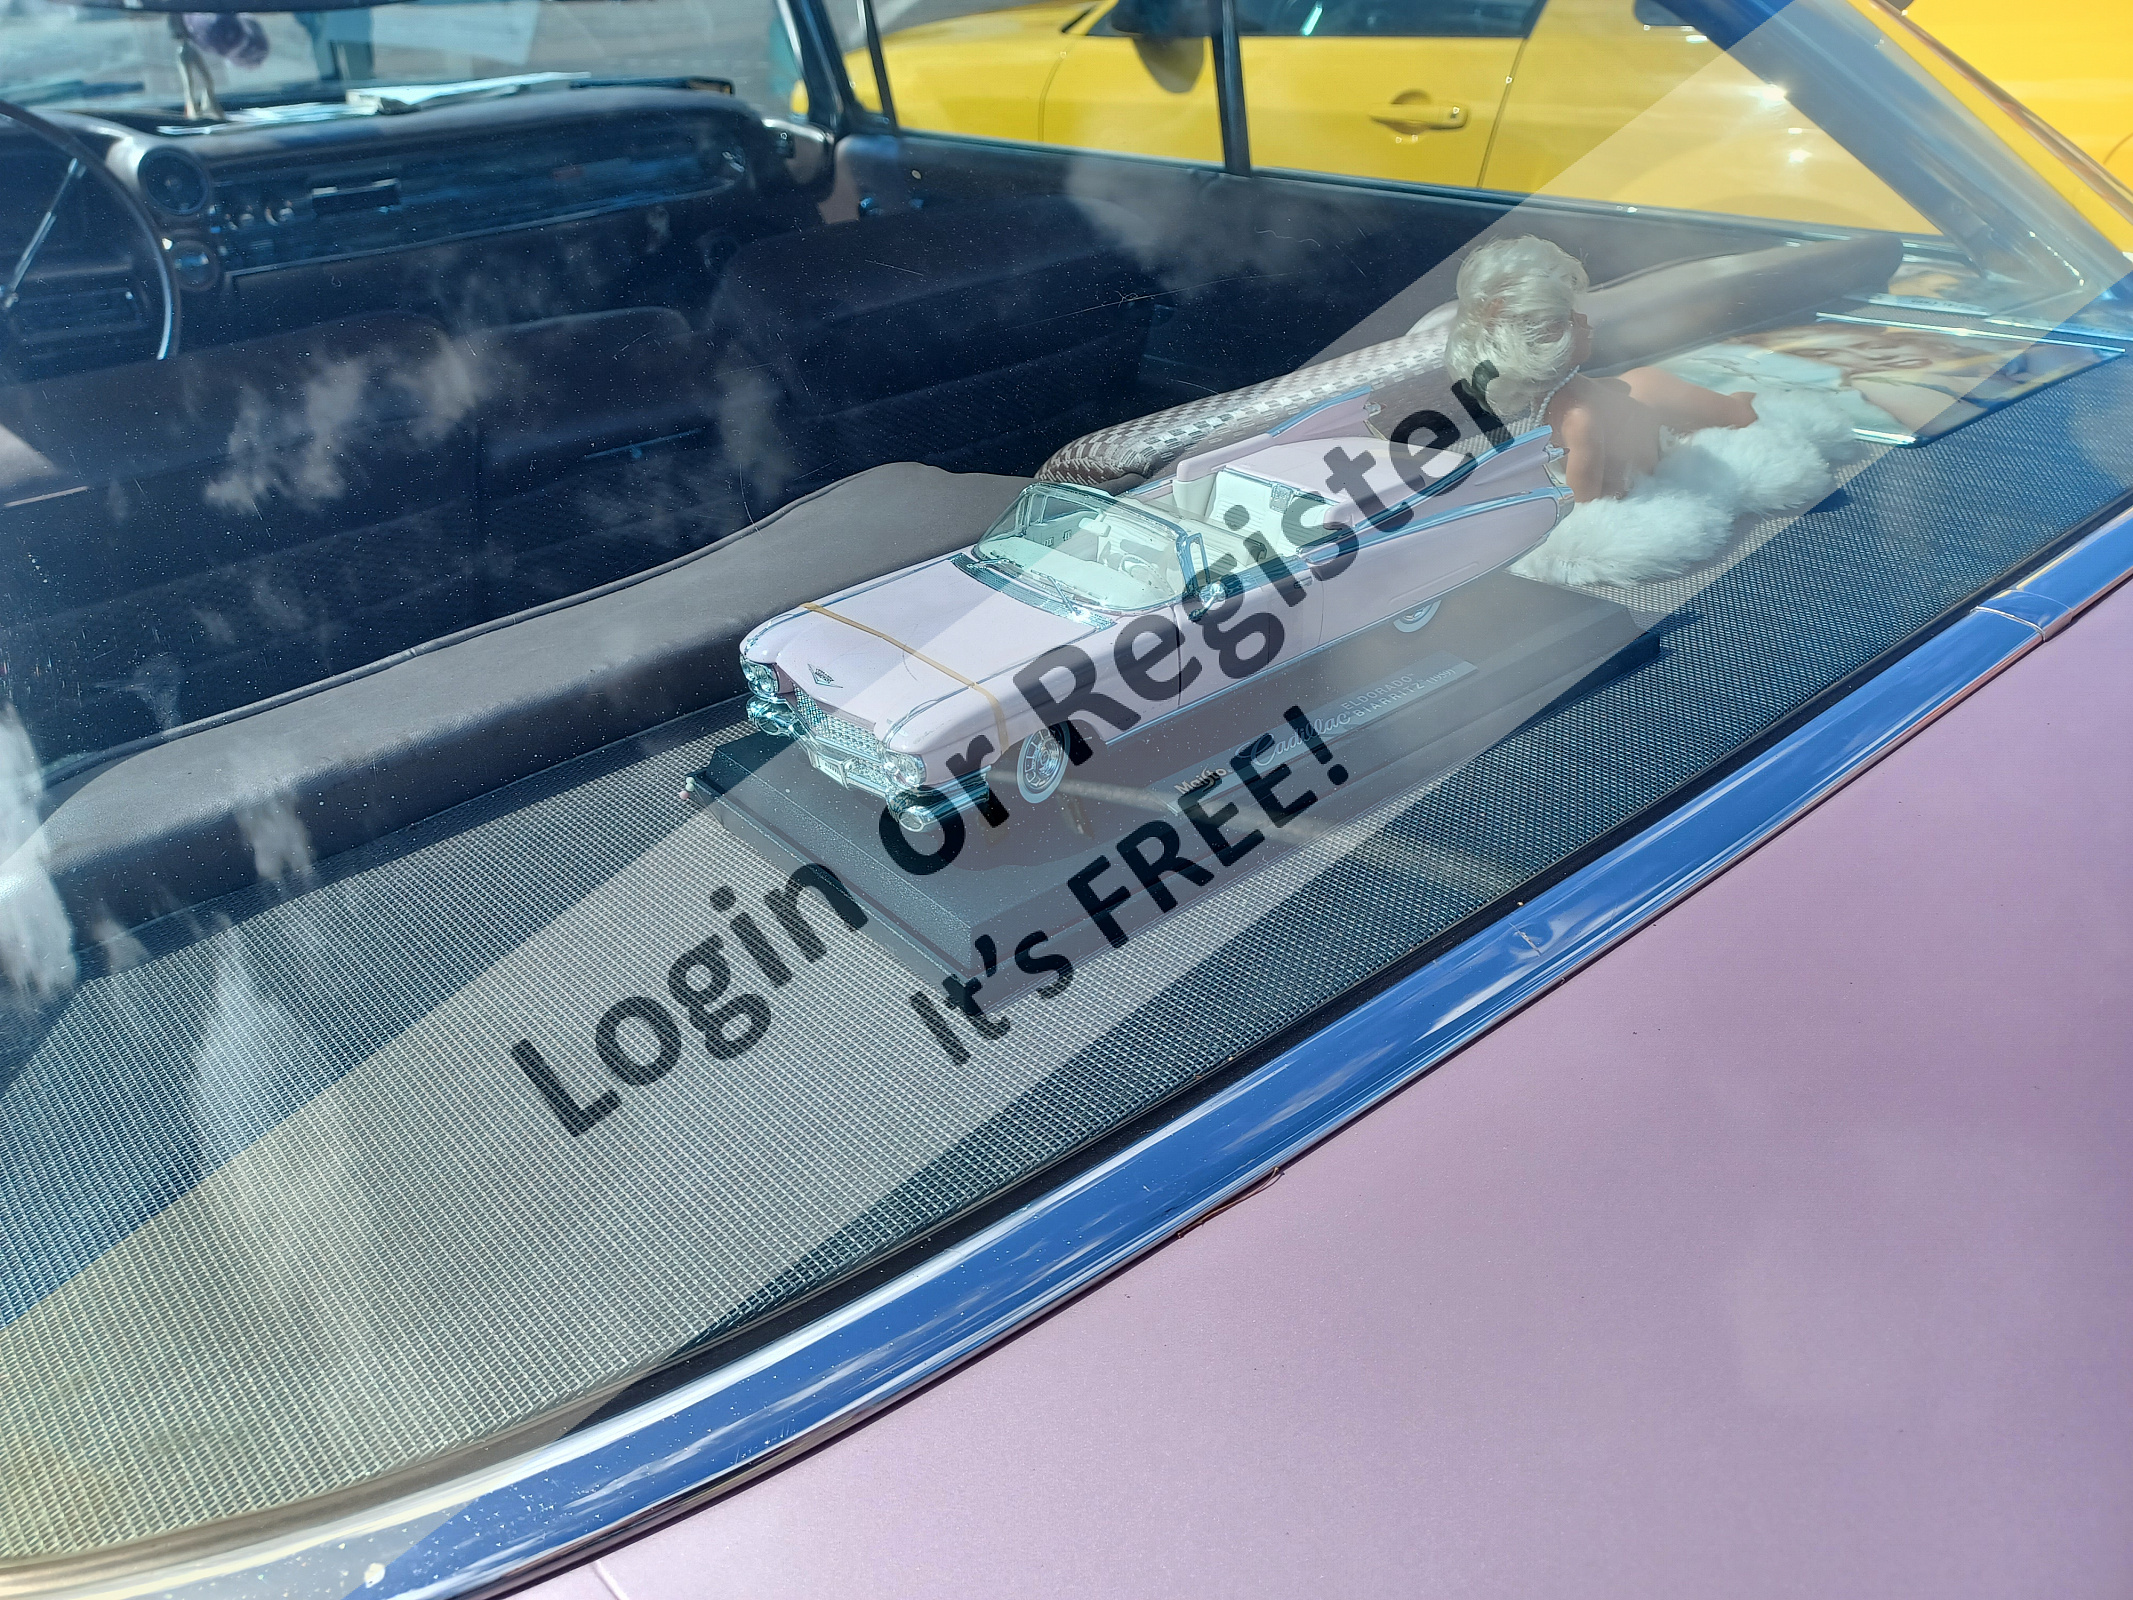 Login or Register
It's FREE!
Maisto
Cadillac
ELDORADO
BIARRITZ (1959)